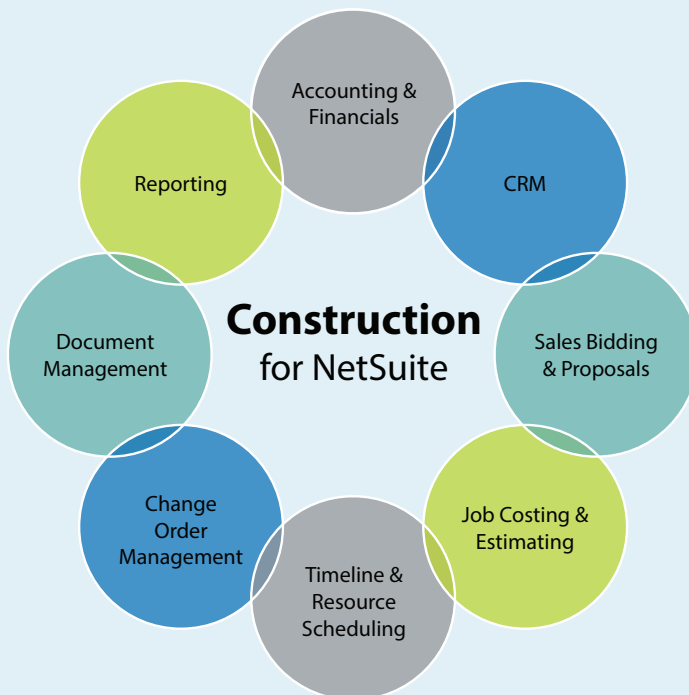 Accounting &
Financials
CRM
Sales Bidding
& Proposals
Job Costing &
Estimating
Timeline &
Resource
Scheduling
Change
Order
Management
Document
Management
Reporting
Construction
for NetSuite